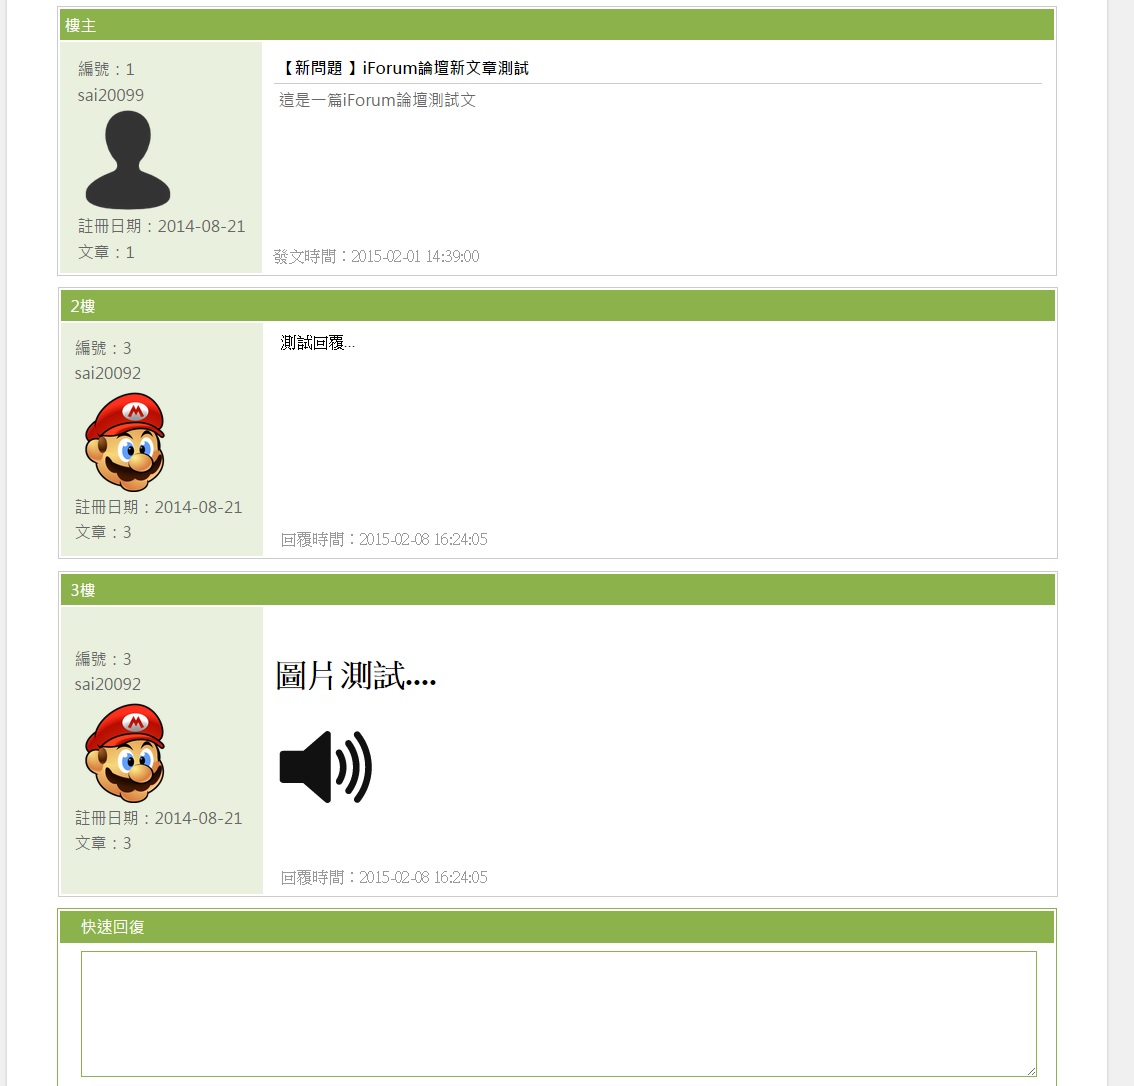 樓主
編號：1
sai20099
註冊日期：2014-08-21
文章：1
【新問題 】iForum論壇新文章測試
這是一篇iForum論壇測試文
發文時間：2015-02-01 14:39:00
2樓
編號：3
sai20092
M
註冊日期：2014-08-21
文章：3
測試回覆...
回覆時間：2015-02-08 16:24:05
3樓
編號：3
sai20092
M
註冊日期：2014-08-21
文章：3
圖片測試....
回覆時間：2015-02-08 16:24:05
快速回復